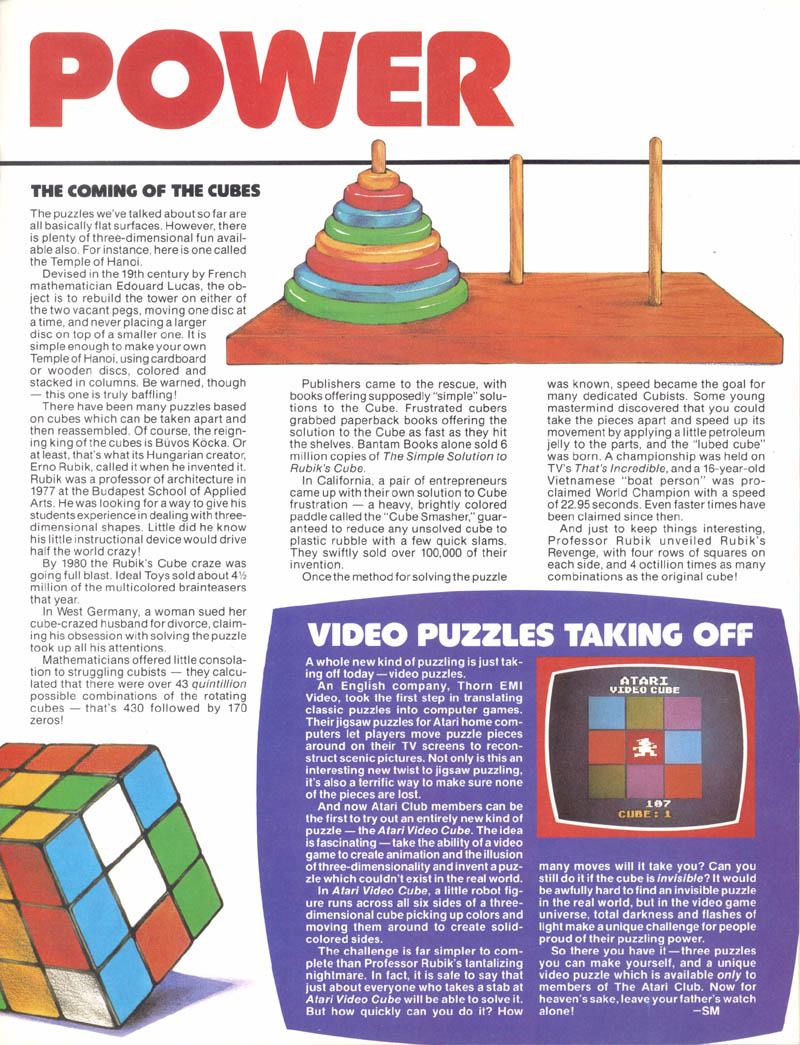 POWER
THE COMING OF THE CUBES
The puzzles we've talked about so far are
all basically flat surfaces. However, there
is plenty of three-dimensional fun avail-
able also. For instance, here is one called
the Temple of Hanoi.
Devised in the 19th century by French
mathematician Edouard Lucas, the ob-
ject is to rebuild the tower on either of
the two vacant pegs, moving one disc at
a time, and never placing a larger
disc on top of a smaller one. It is
simple enough to make your own
Temple of Hanoi, using cardboard
or wooden discs, colored and
stacked in columns. Be warned, though
— this one is truly baffling!
There have been many puzzles based
on cubes which can be taken apart and
then reassembled. Of course, the reign-
ing king of the cubes is Büvos Köcka. Or
at least, that's what its Hungarian creator,
Erno Rubik, called it when he invented it.
Rubik was a professor of architecture in
1977 at the Budapest School of Applied
Arts. He was looking for a way to give his
students experience in dealing with three-
dimensional shapes. Little did he know
his little instructional device would drive
half the world crazy!
By 1980 the Rubik's Cube craze was
going full blast. Ideal Toys sold about 4½
million of the multicolored brainteasers
that year.
In West Germany, a woman sued her
cube-crazed husband for divorce, claim-
ing his obsession with solving the puzzle
took up all his attentions.
Mathematicians offered little consola-
tion to struggling cubists — they calcu-
lated that there were over 43 quintillion
possible combinations of the rotating
cubes — that's 430 followed by 170
zeros!
Publishers came to the rescue, with
books offering supposedly "simple" solu-
tions to the Cube. Frustrated cubers
grabbed paperback books offering the
solution to the Cube as fast as they hit
the shelves. Bantam Books alone sold 6
million copies of The Simple Solution to
Rubik's Cube.
In California, a pair of entrepreneurs
came up with their own solution to Cube
frustration — a heavy, brightly colored
paddle called the "Cube Smasher," guar-
anteed to reduce any unsolved cube to
plastic rubble with a few quick slams.
They swiftly sold over 100,000 of their
invention.
Once the method for solving the puzzle
was known, speed became the goal for
many dedicated Cubists. Some young
mastermind discovered that you could
take the pieces apart and speed up its
movement by applying a little petroleum
jelly to the parts, and the "lubed cube"
was born. A championship was held on
TV's That's Incredible, and a 16-year-old
Vietnamese "boat person" was pro-
claimed World Champion with a speed
of 22.95 seconds. Even faster times have
been claimed since then.
And just to keep things interesting,
Professor Rubik unveiled Rubik's
Revenge, with four rows of squares on
each side, and 4 octillion times as many
combinations as the original cube!
VIDEO PUZZLES TAKING OFF
A whole new kind of puzzling is just tak-
ing off today — video puzzles.
An English company, Thorn EMI
Video, took the first step in translating
classic puzzles into computer games.
Their jigsaw puzzles for Atari home com-
puters let players move puzzle pieces
around on their TV screens to recon-
struct scenic pictures. Not only is this an
interesting new twist to jigsaw puzzling,
it's also a terrific way to make sure none
of the pieces are lost.
And now Atari Club members can be
the first to try out an entirely new kind of
puzzle — the Atari Video Cube. The idea
is fascinating — take the ability of a video
game to create animation and the illusion
of three-dimensionality and invent a puz-
zle which couldn't exist in the real world.
In Atari Video Cube, a little robot fig-
ure runs across all six sides of a three-
dimensional cube picking up colors and
moving them around to create solid-
colored sides.
The challenge is far simpler to com-
plete than Professor Rubik's tantalizing
nightmare. In fact, it is safe to say that
just about everyone who takes a stab at
Atari Video Cube will be able to solve it.
But how quickly can you do it? How
ATARI
VIDEO CUBE
107
CUBE: 1
many moves will it take you? Can you
still do it if the cube is invisible? It would
be awfully hard to find an invisible puzzle
in the real world, but in the video game
universe, total darkness and flashes of
light make a unique challenge for people
proud of their puzzling power.
So there you have it — three puzzles
you can make yourself, and a unique
video puzzle which is available only to
members of The Atari Club. Now for
heaven's sake, leave your father's watch
alone! —SM